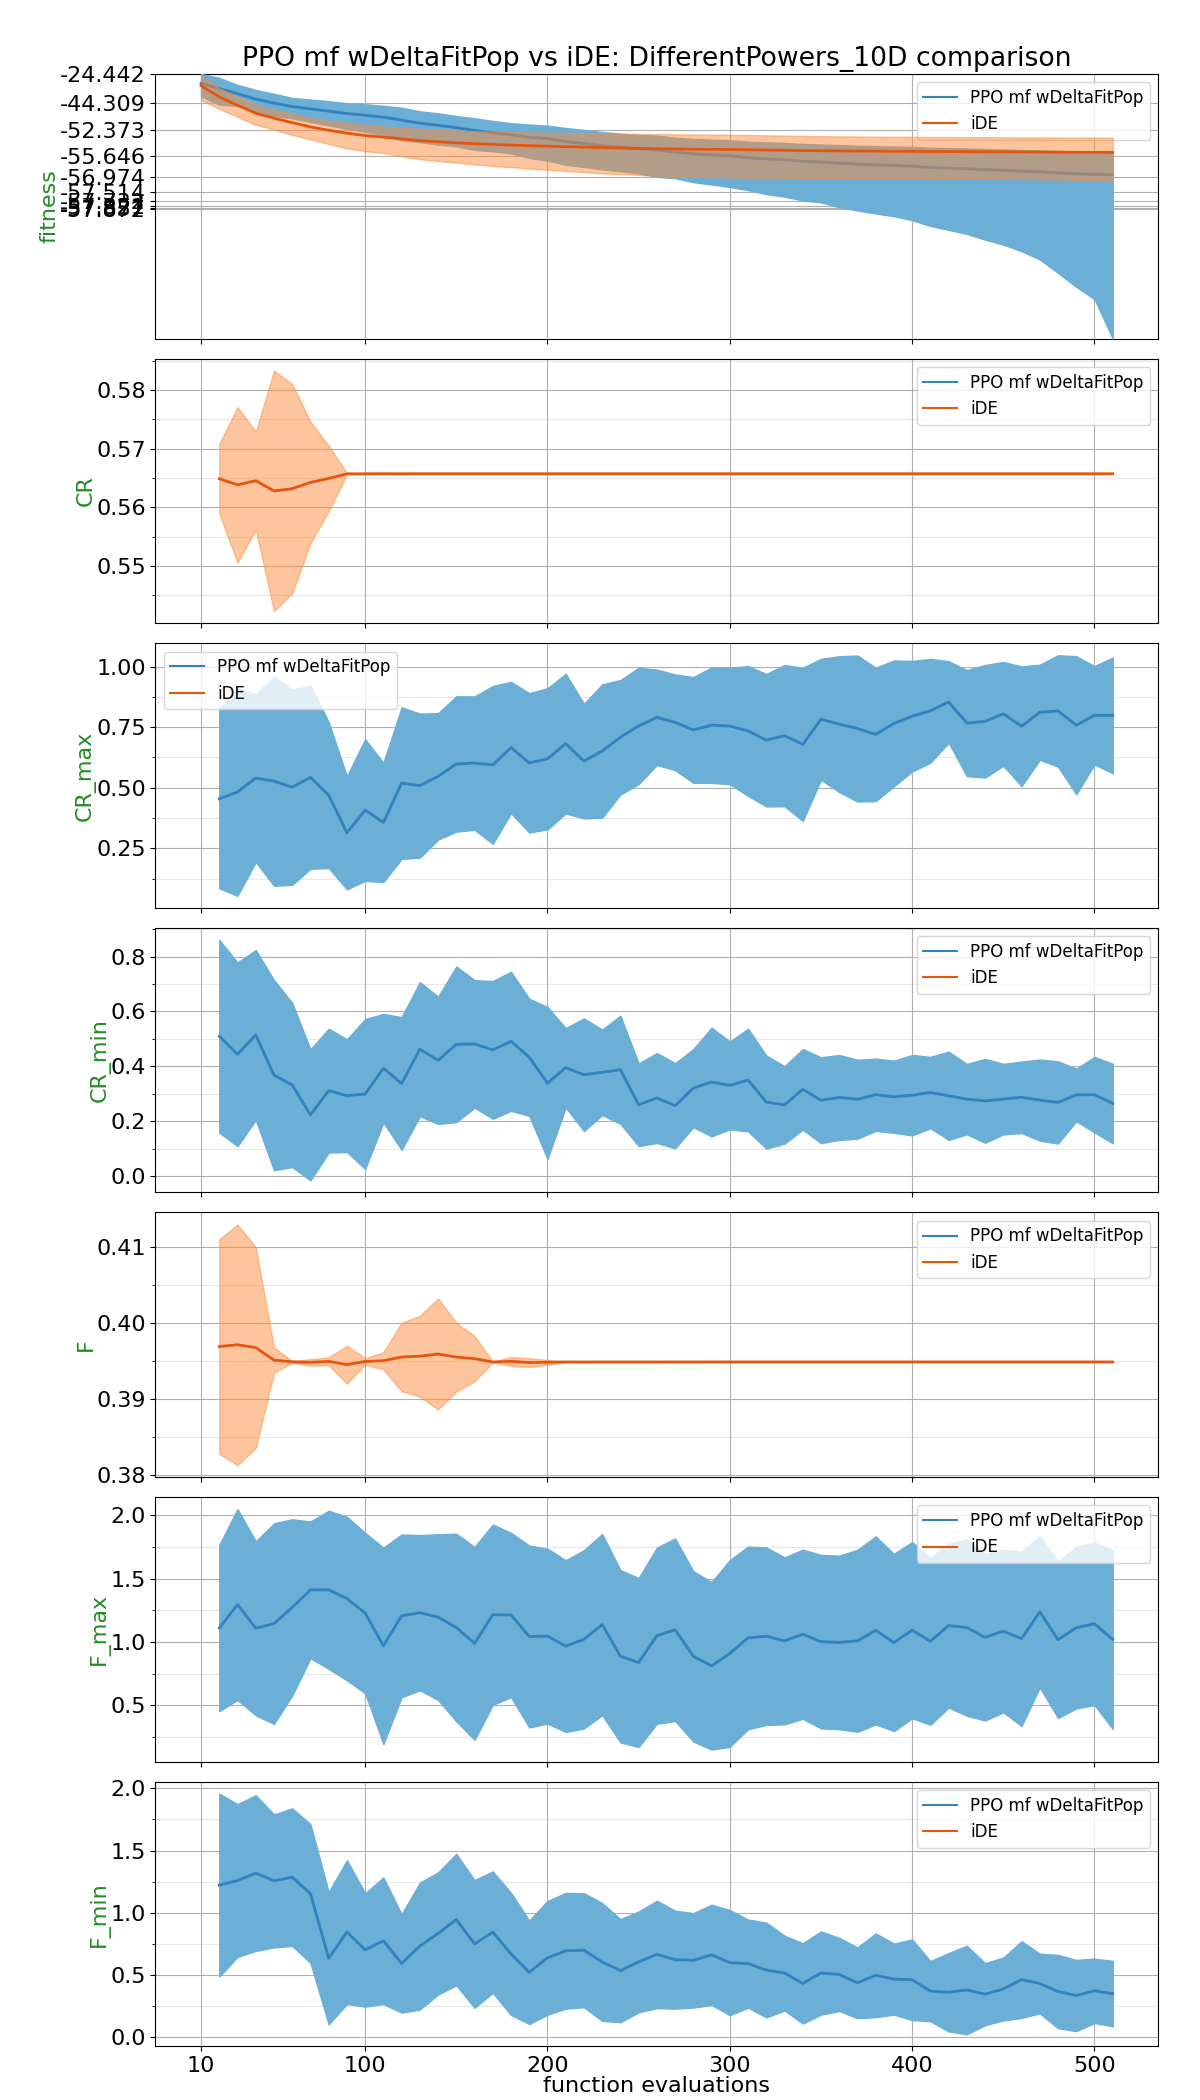 PPO mf wDeltaFitPop vs iDE: DifferentPowers_10D comparison
-24.442
-44.309
-52.373
-55.646
-56.974
-57.514
fitness
PPO mf wDeltaFitPop
iDE
0.58
0.57
0.56
0.55
CR
PPO mf wDeltaFitPop
iDE
1.00
0.75
0.50
0.25
CR_max
PPO mf wDeltaFitPop
iDE
0.8
0.6
0.4
0.2
0.0
CR_min
PPO mf wDeltaFitPop
iDE
0.41
0.40
0.39
0.38
F
PPO mf wDeltaFitPop
iDE
2.0
1.5
1.0
0.5
F_max
PPO mf wDeltaFitPop
iDE
2.0
1.5
1.0
0.5
0.0
F_min
PPO mf wDeltaFitPop
iDE
10 100 200 300 400 500
function evaluations